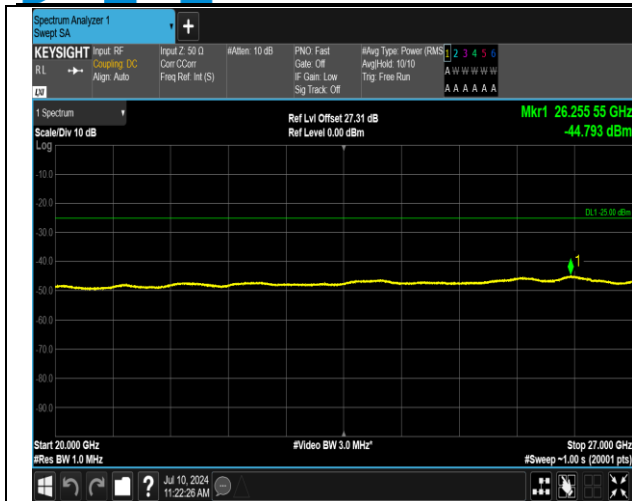 Spectrum Analyzer 1
Swept SA
KEYSIGHT
RL
LXI
Input: RF
Coupling: DC
Align: Auto
Input Z: 50 Ω
Corr CCorr
Freq Ref: Int (S)
#Atten: 10 dB
PNO: Fast
Gate: Off
IF Gain: Low
Sig Track: Off
#Avg Type: Power (RMS
Avg|Hold: 10/10
Trig: Free Run
1 2 3 4 5 6
A W W W W W
A A A A A A
1 Spectrum
Scale/Div 10 dB
Log
Ref Lvl Offset 27.31 dB
Ref Level 0.00 dBm
Mkr1 26.255 55 GHz
-44.793 dBm
-10.0
-20.0
DL1 -25.00 dBm
-30.0
-40.0
1
-50.0
-60.0
-70.0
-80.0
-90.0
Start 20.000 GHz
#Res BW 1.0 MHz
#Video BW 3.0 MHz*
Stop 27.000 GHz
#Sweep ~1.00 s (20001 pts)
?
Jul 10, 2024
11:22:26 AM